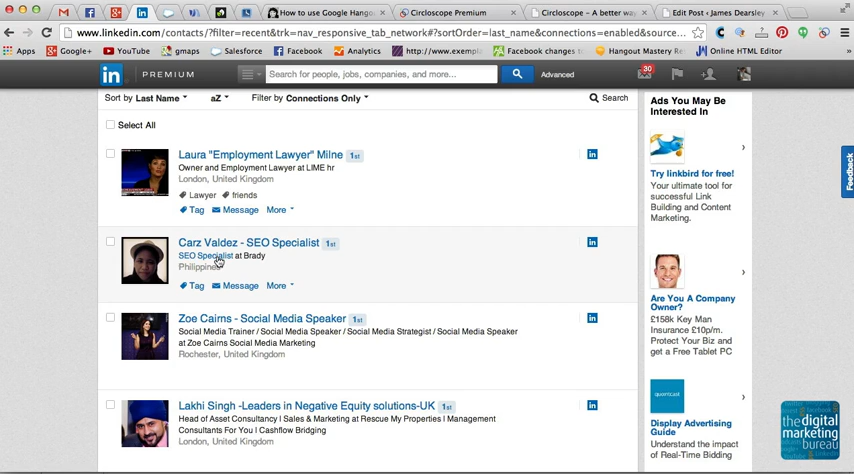 How to use Google Hango
Circloscope Premium
Circloscope – A better way
Edit Post ‹ James Dearsley
www.linkedin.com/contacts/?filter=recent&trk=nav_responsive_tab_network#?sortOrder=last_name&connections=enabled&source...
Apps
Google+
YouTube
gmaps
Salesforce
Facebook
Analytics
http://www.exemp
Facebook changes to
Hangout Mastery Re
Online HTML Editor
in
PREMIUM
Search for people, jobs, companies, and more...
Advanced
30
Sort by Last Name
aZ
Filter by Connections Only
Search
Select All
Laura "Employment Lawyer" Milne 1st
Owner and Employment Lawyer at LIME hr
London, United Kingdom
Lawyer friends
Tag Message More
Carz Valdez - SEO Specialist 1st
SEO Specialist at Brady
Philippines
Tag Message More
Zoe Cairns - Social Media Speaker 1st
Social Media Trainer / Social Media Speaker / Social Media Strategist / Social Media Speaker
at Zoe Cairns Social Media Marketing
Rochester, United Kingdom
Lakhi Singh -Leaders in Negative Equity solutions-UK 1st
Head of Asset Consultancy | Sales & Marketing at Rescue My Properties | Management
Consultants For You | Cashflow Bridging
London, United Kingdom
Ads You May Be
Interested In
Try linkbird for free!
Your ultimate tool for
successful Link
Building and Content
Marketing.
Are You A Company
Owner?
£158k Key Man
Insurance £10p/m.
Protect Your Biz and
get a Free Tablet PC
quantcast
Display Advertising
Guide
Understand the impact
of Real-Time Bidding
Feedback
the digital
marketing
bureau